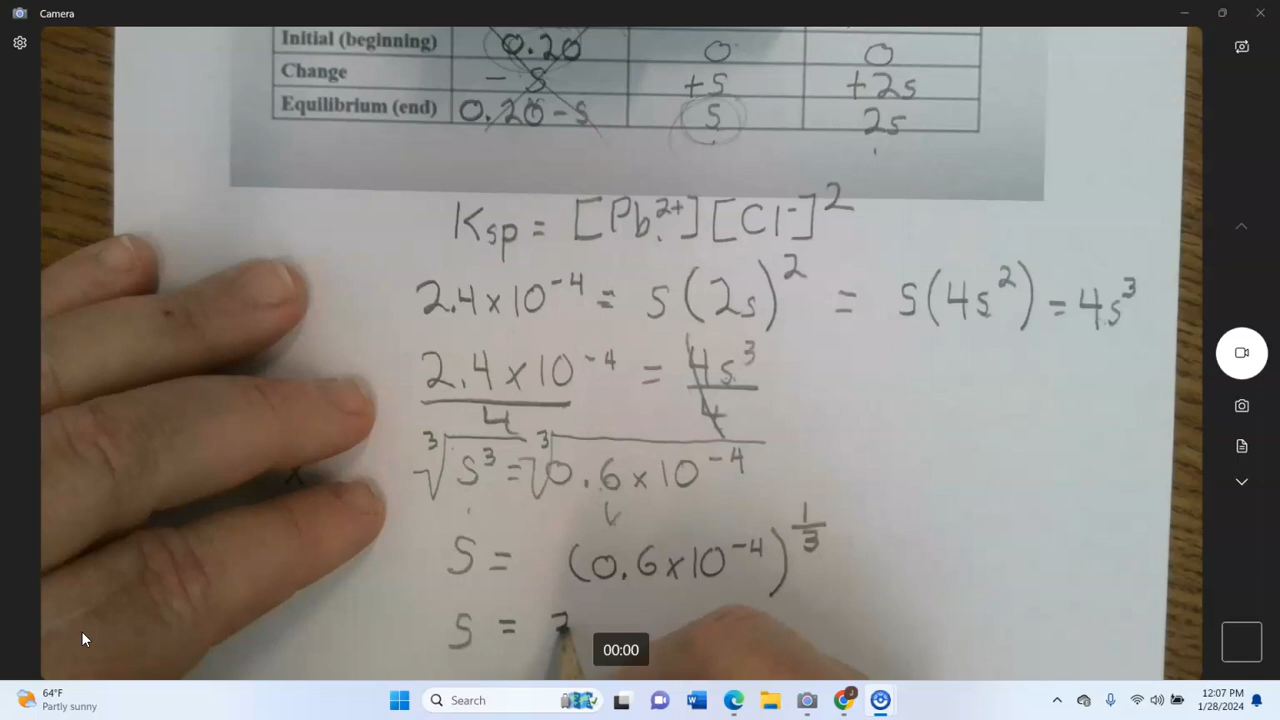 Camera
Initial (beginning) 0.20 0 0
Change - s +s +2s
Equilibrium (end) 0.20 - s s 2s
Ksp = [Pb²⁺][Cl⁻]²
2.4 x 10⁻⁴ = s(2s)² = s(4s²) = 4s³
2.4 x 10⁻⁴ = 4s³
4 4
³√s³ = ³√0.6 x 10⁻⁴
s = (0.6 x 10⁻⁴)^1/3
s =
00:00
64°F
Partly sunny
Search
12:07 PM
1/28/2024